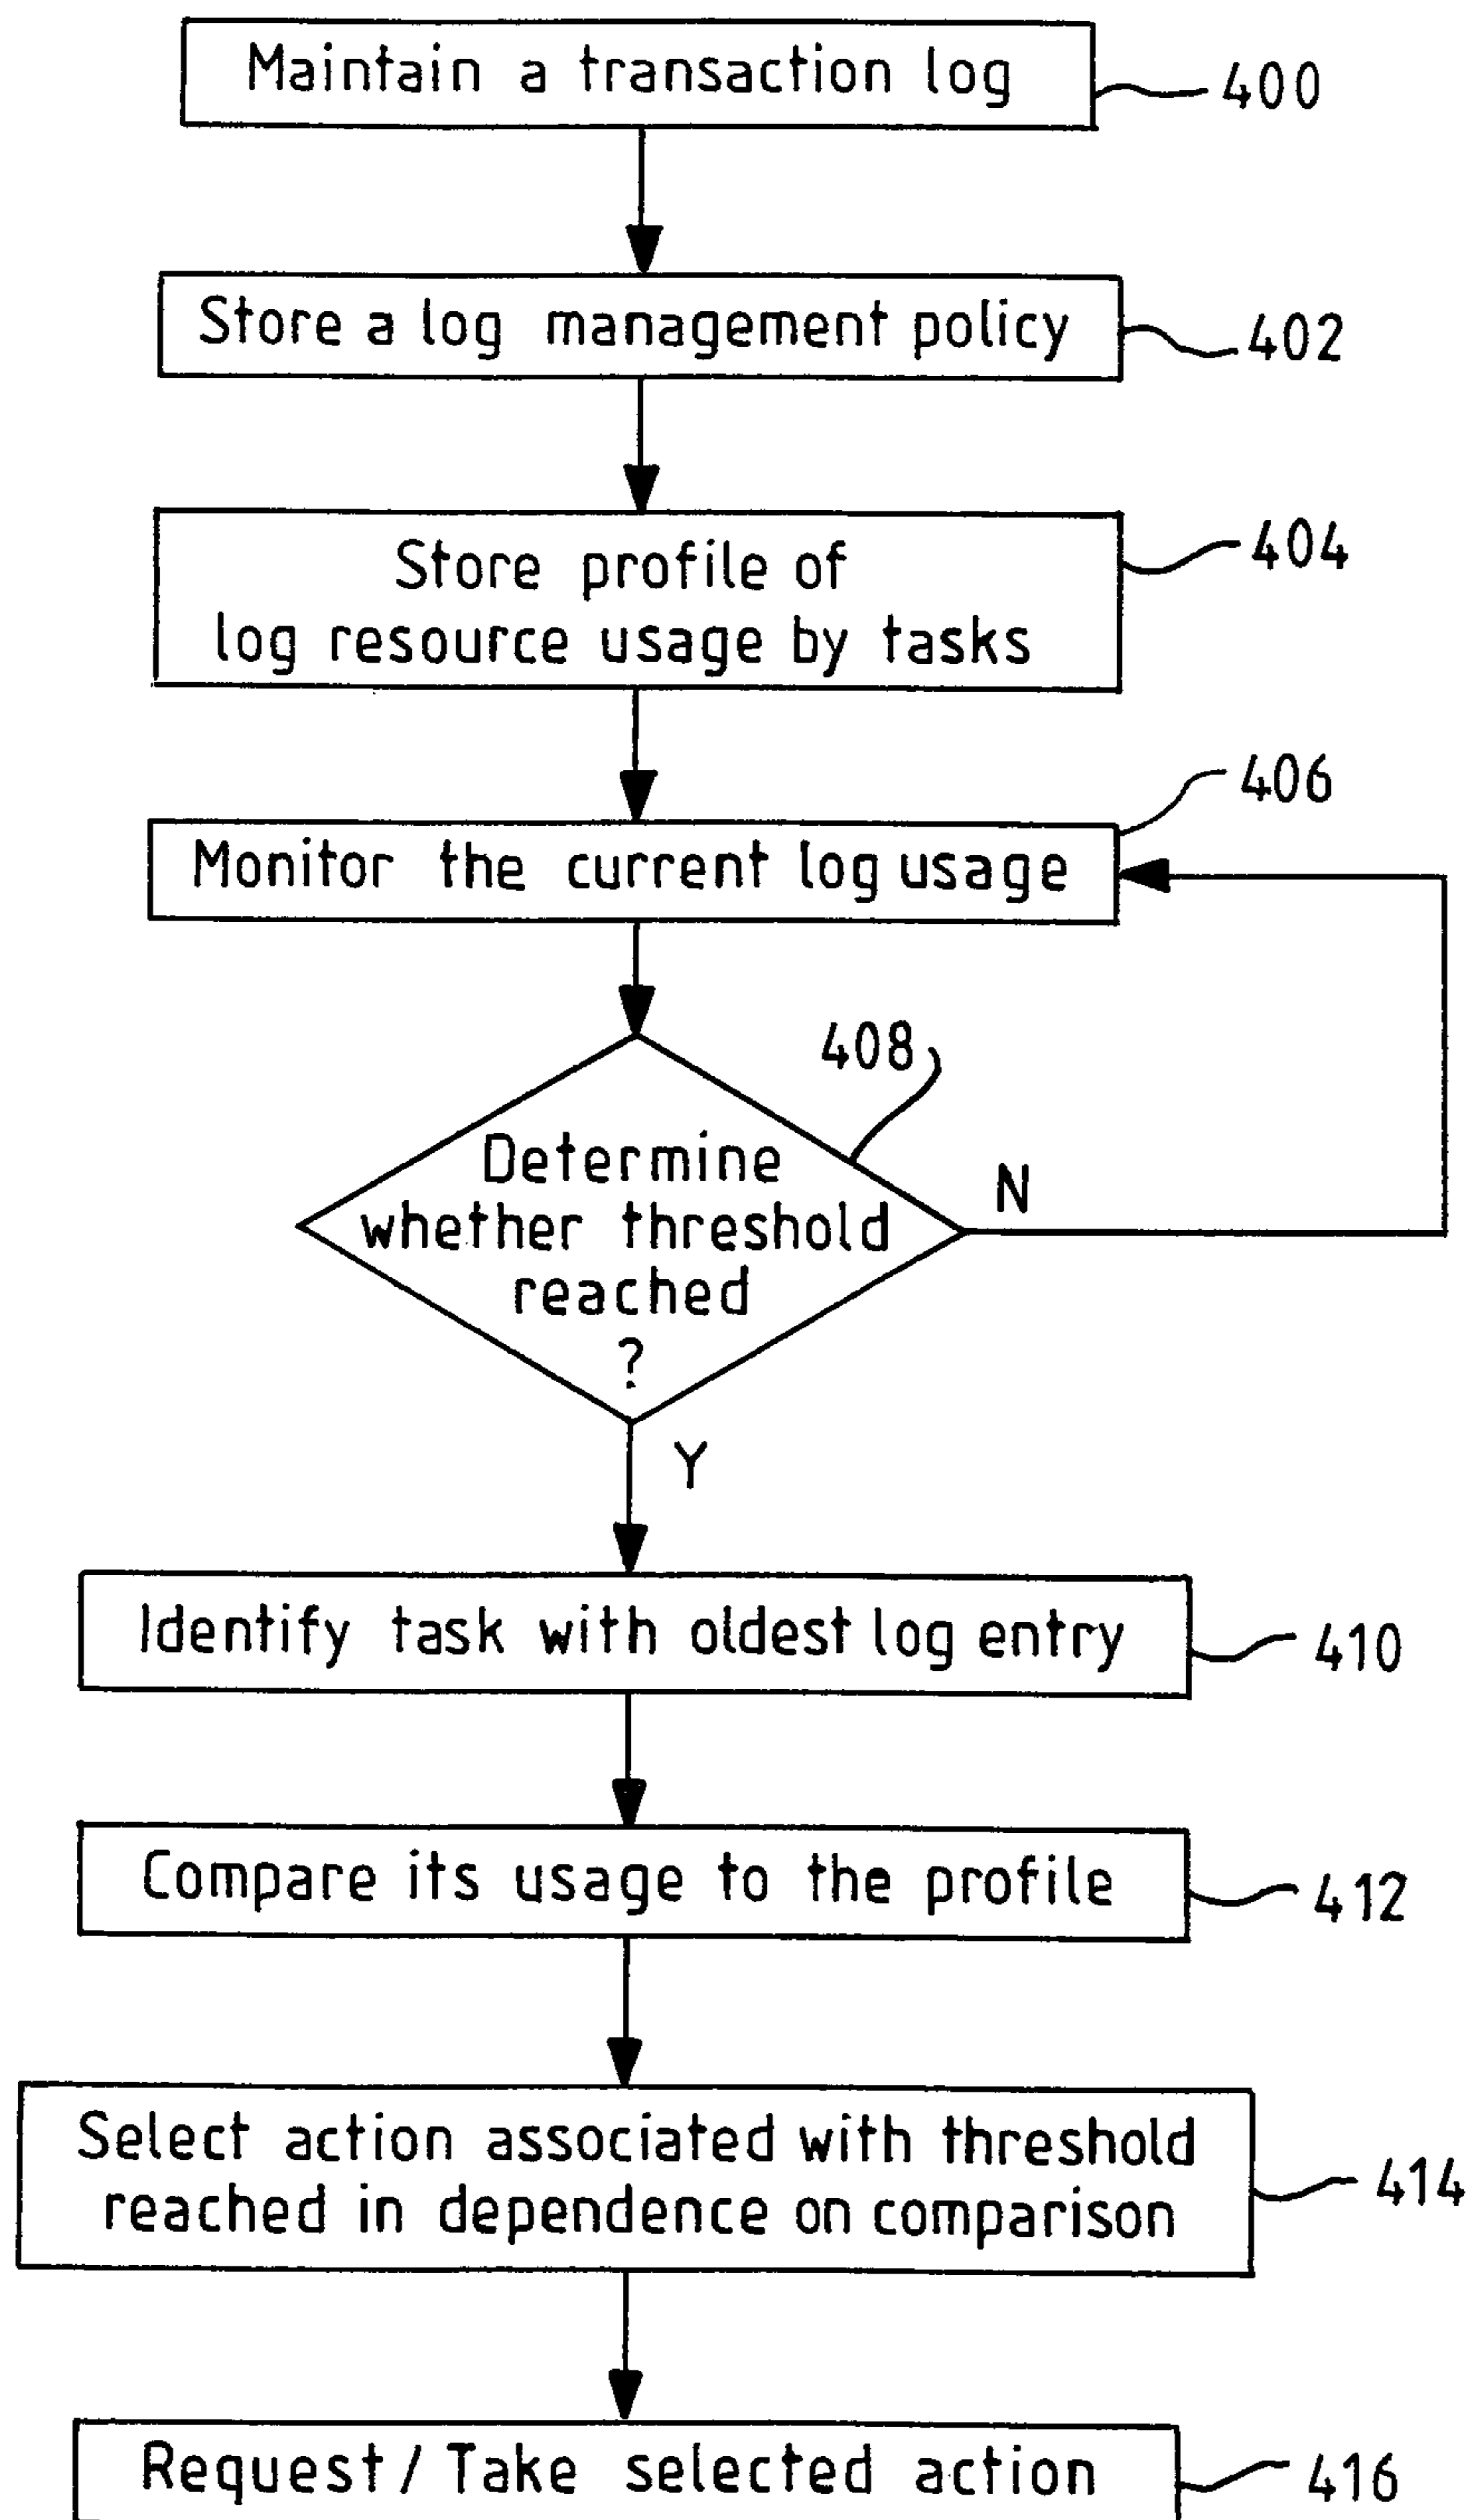 Maintain a transaction log
400
Store a log management policy
402
Store profile of
log resource usage by tasks
404
406
Monitor the current log usage
408
Determine
whether threshold
reached
?
N
Y
Identify task with oldest log entry
410
Compare its usage to the profile
412
Select action associated with threshold
reached in dependence on comparison
414
Request / Take selected action
416